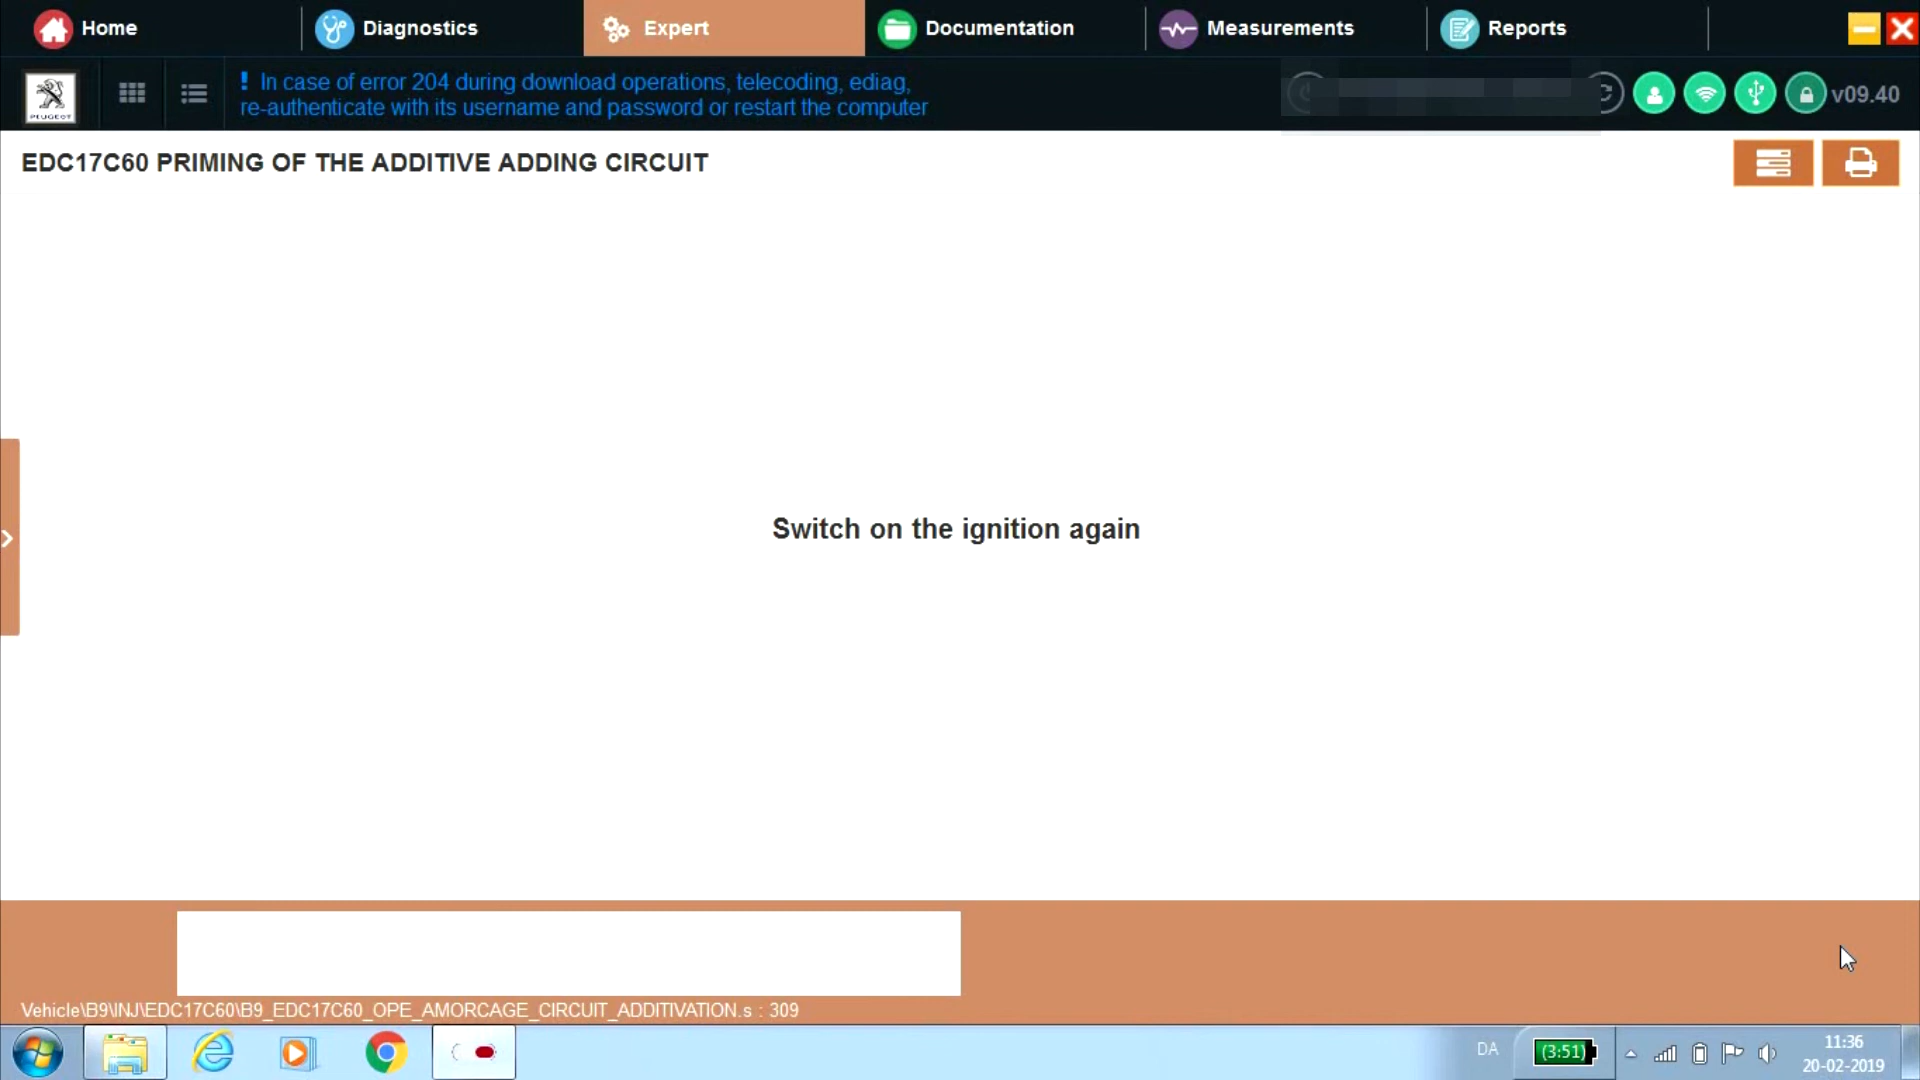 Home
Diagnostics
Expert
Documentation
Measurements
Reports
PEUGEOT
! In case of error 204 during download operations, telecoding, ediag,
re-authenticate with its username and password or restart the computer
v09.40
EDC17C60 PRIMING OF THE ADDITIVE ADDING CIRCUIT
Switch on the ignition again
Vehicle\B9\INJ\EDC17C60\B9_EDC17C60_OPE_AMORCAGE_CIRCUIT_ADDITIVATION.s : 309
DA
(3:51)
11:36
20-02-2019